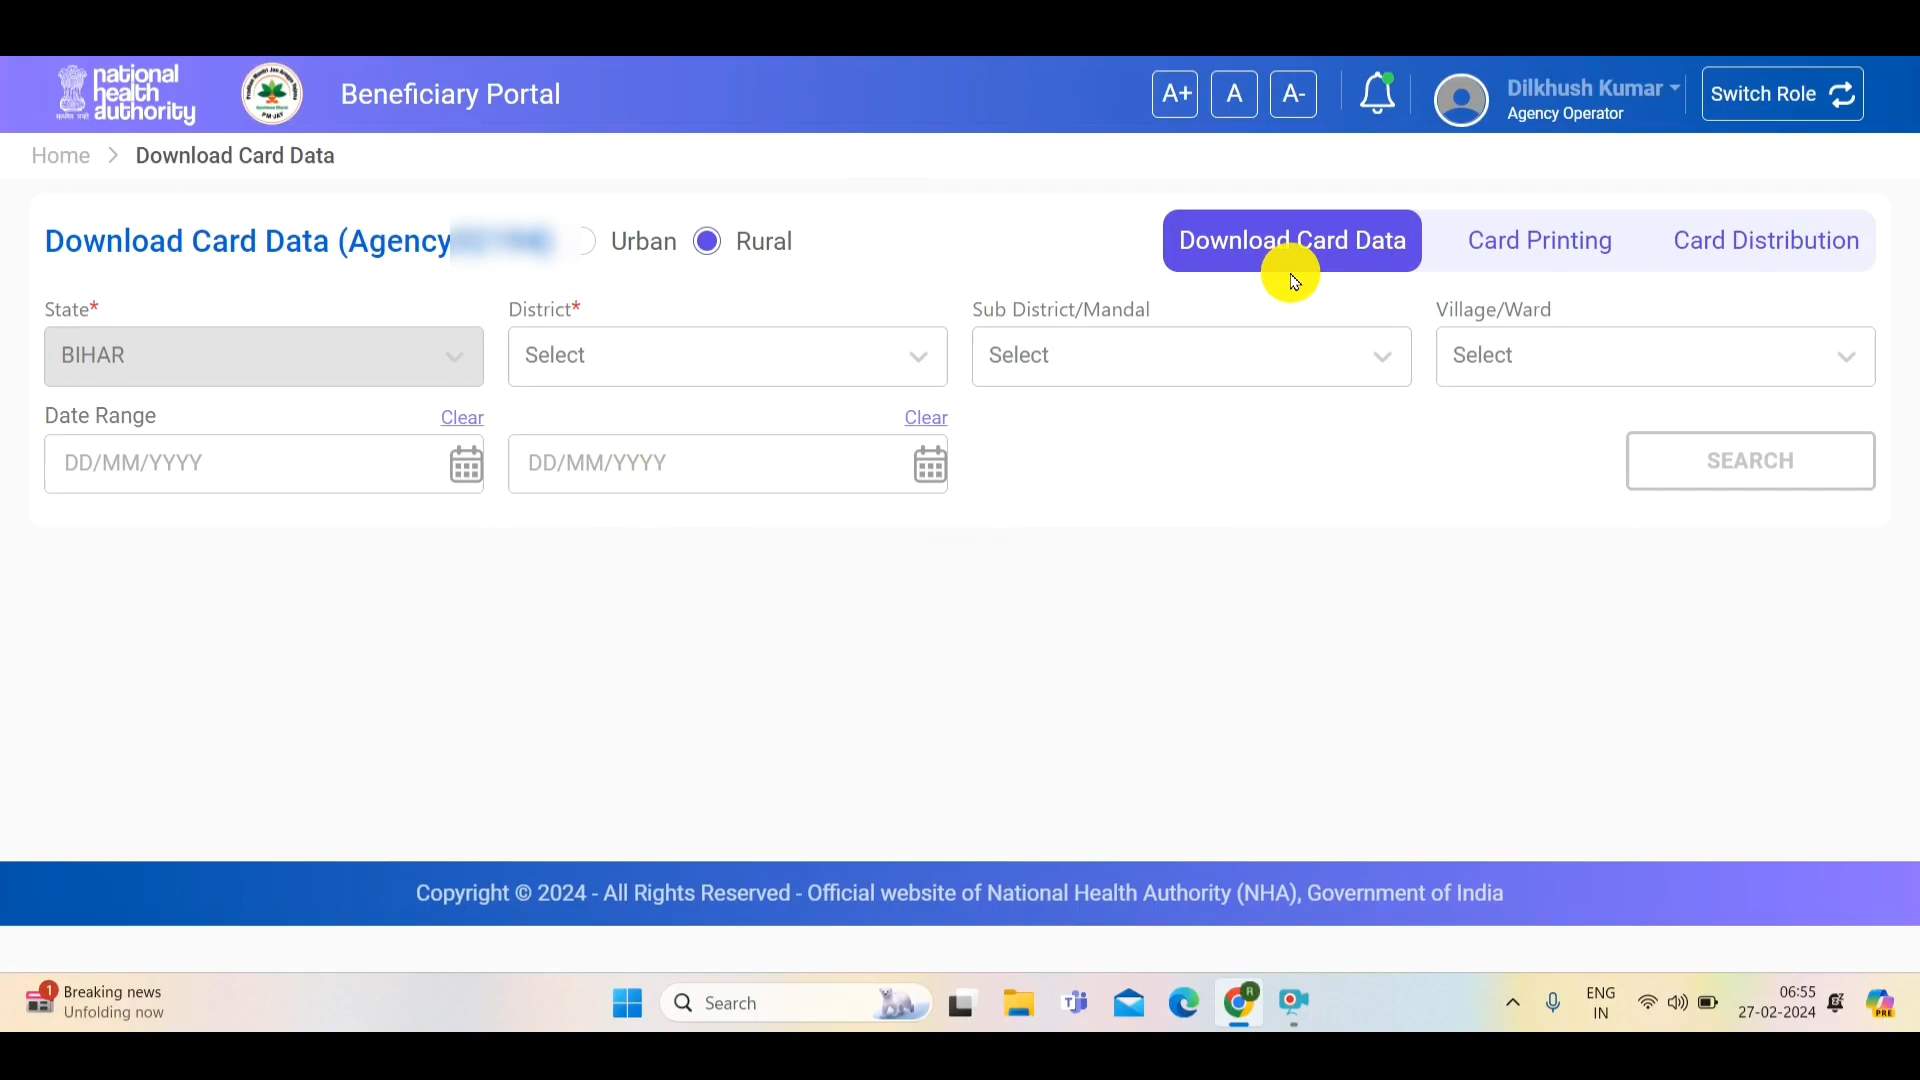 national
health
authority
Beneficiary Portal
A+ A A-
Dilkhush Kumar
Agency Operator
Switch Role
PM-JAY
Home > Download Card Data
Download Card Data (Agency
Urban
Rural
Download Card Data
Card Printing
Card Distribution
State*
District*
Sub District/Mandal
Village/Ward
BIHAR
Select
Select
Select
Date Range
Clear
Clear
DD/MM/YYYY
DD/MM/YYYY
SEARCH
Copyright © 2024 - All Rights Reserved - Official website of National Health Authority (NHA), Government of India
1
Breaking news
Unfolding now
Search
R
ENG
IN
06:55
27-02-2024
PRE